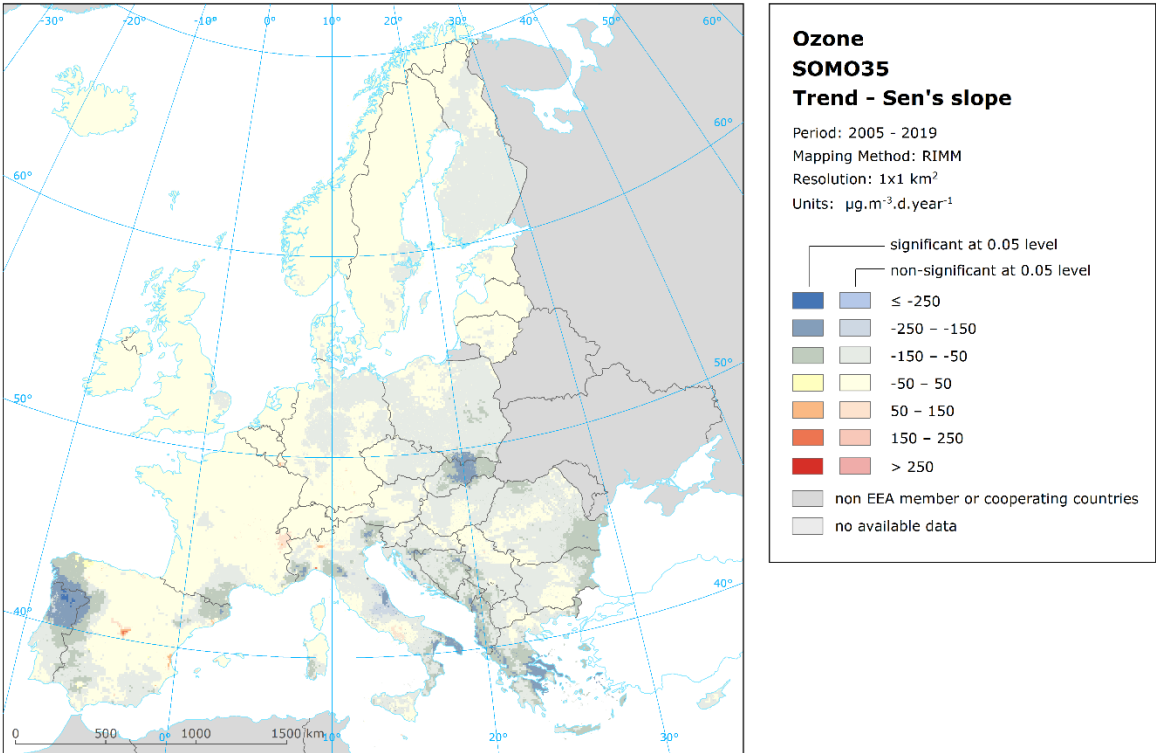 -30° -20° -10° 0° 10° 20° 30° 40° 50° 60°
60°
50°
40°
60°
50°
40°
0 500 1000 1500 km
-10° 0° 10° 20° 30°
Ozone
SOMO35
Trend - Sen's slope
Period: 2005 - 2019
Mapping Method: RIMM
Resolution: 1x1 km²
Units: µg.m⁻³.d.year⁻¹
significant at 0.05 level
non-significant at 0.05 level
≤ -250
-250 – -150
-150 – -50
-50 – 50
50 – 150
150 – 250
> 250
non EEA member or cooperating countries
no available data